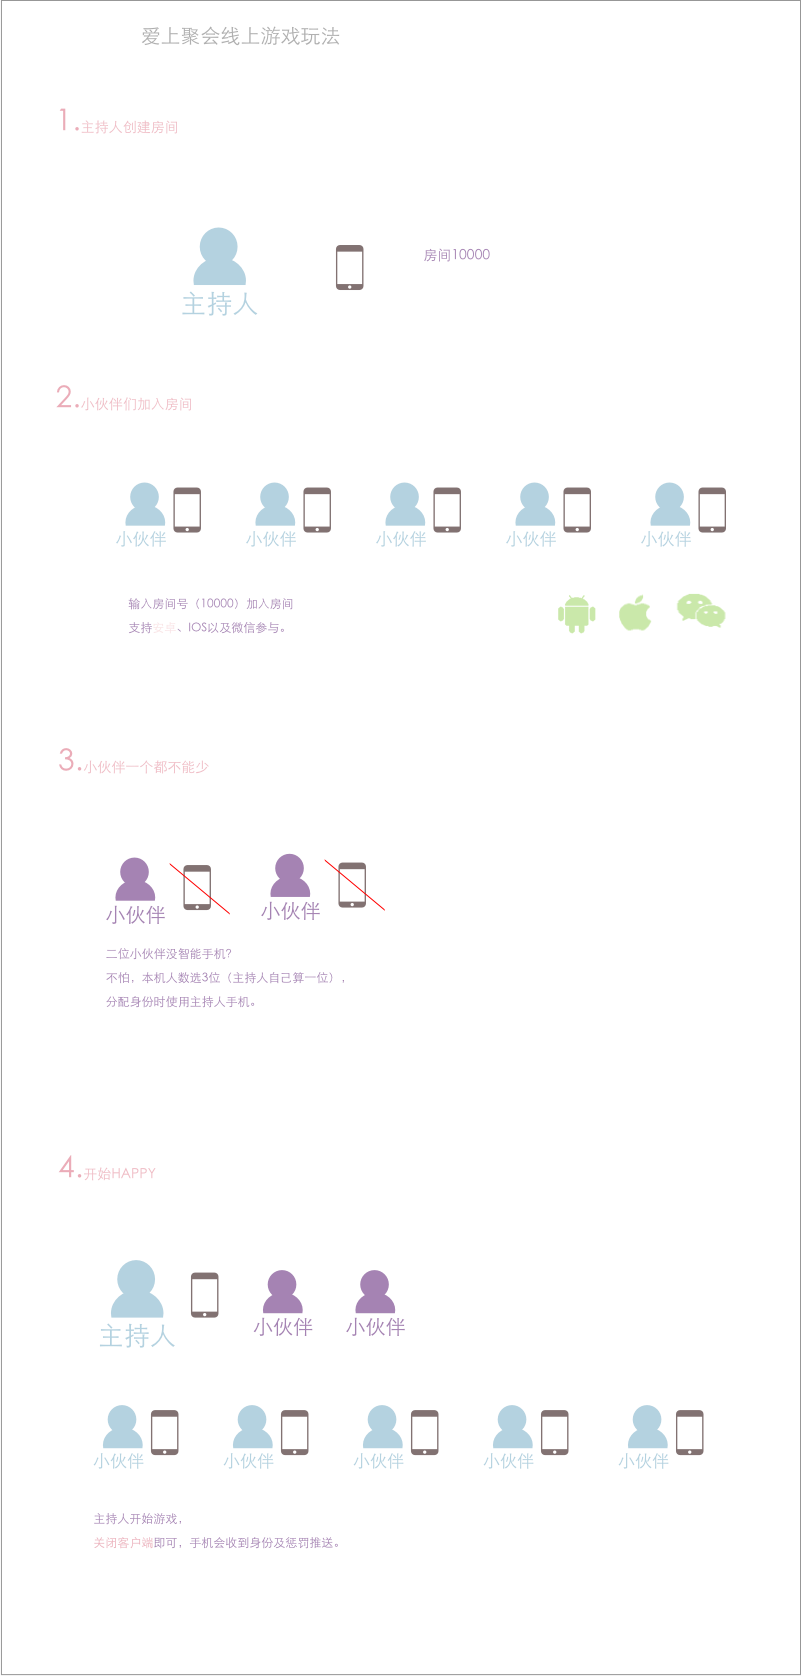 爱上聚会线上游戏玩法
1.主持人创建房间
房间10000
主持人
2.小伙伴们加入房间
小伙伴 小伙伴 小伙伴 小伙伴 小伙伴
输入房间号（10000）加入房间
支持安卓、IOS以及微信参与。
3.小伙伴一个都不能少
小伙伴 小伙伴
二位小伙伴没智能手机？
不怕，本机人数选3位（主持人自己算一位），
分配身份时使用主持人手机。
4.开始HAPPY
主持人 小伙伴 小伙伴
小伙伴 小伙伴 小伙伴 小伙伴 小伙伴
主持人开始游戏，
关闭客户端即可，手机会收到身份及惩罚推送。